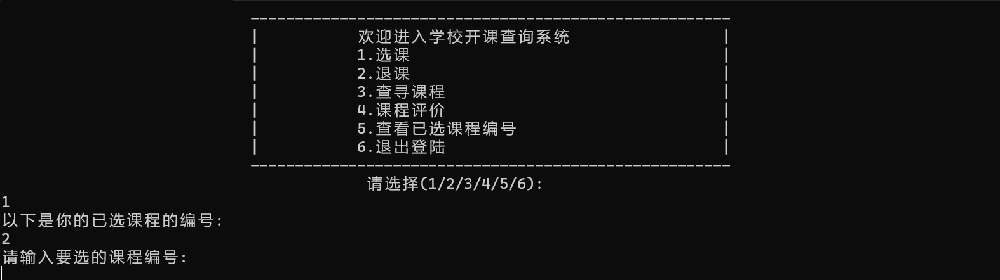 ------------------------------------------------------
| 欢迎进入学校开课查询系统 |
| 1.选课 |
| 2.退课 |
| 3.查寻课程 |
| 4.课程评价 |
| 5.查看已选课程编号 |
| 6.退出登陆 |
------------------------------------------------------
请选择(1/2/3/4/5/6):
1
以下是你的已选课程的编号:
2
请输入要选的课程编号: